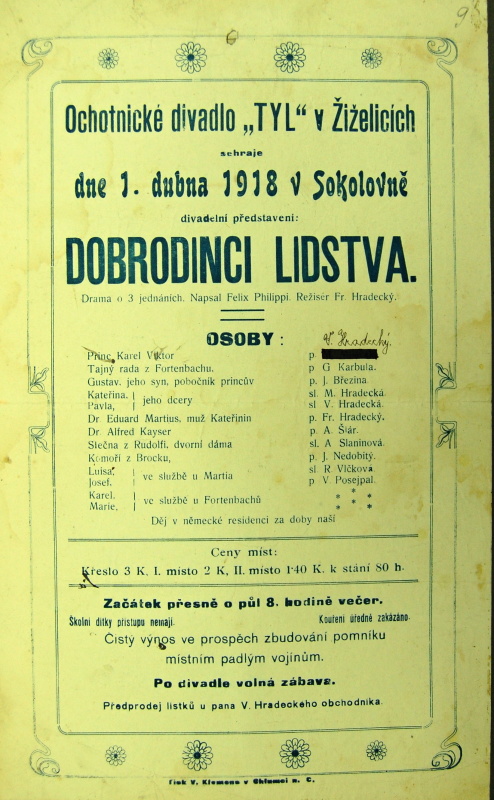 95
Ochotnické divadlo „TYL" v Žiželicích
sehraje
dne 1. dubna 1918 v Sokolovně
divadelní představení:
DOBRODINCI LIDSTVA.
Drama o 3 jednáních. Napsal Felix Philippi. Režisér Fr. Hradecký.
OSOBY:
Princ Karel Viktor p. V. Hradecký.
Tajný rada z Fortenbachu. p G. Karbula.
Gustav. jeho syn, pobočník princův p. J. Březina.
Kateřina. } jeho dcery sl. M. Hradecká.
Pavla, sl V. Hradecká.
Dr. Eduard Martius. muž Kateřinin p. Fr. Hradecký.
Dr. Alfred Kayser p. A. Šlár.
Slečna z Rudolfi, dvorní dáma sl. A Slaninová.
Komoří z Brocku, p. J. Nedobitý.
Luisa. } ve službě u Martia sl R. Vlčková
Josef. p V. Posejpal.
Karel. } ve službě u Fortenbachů * * *
Marie, * * *
Děj v německé residenci za doby naší
Ceny míst:
Křeslo 3 K, I. místo 2 K, II. místo 1·40 K. k stání 80 h.
Začátek přesně o půl 8. hodině večer.
Školní dítky přístupu nemají. Kouření úředně zakázáno.
Čistý výnos ve prospěch zbudování pomníku
místním padlým vojínům.
Po divadle volná zábava.
Předprodej lístků u pana V. Hradeckého obchodníka.
Tisk V. Klemens v Chlumci n. C.